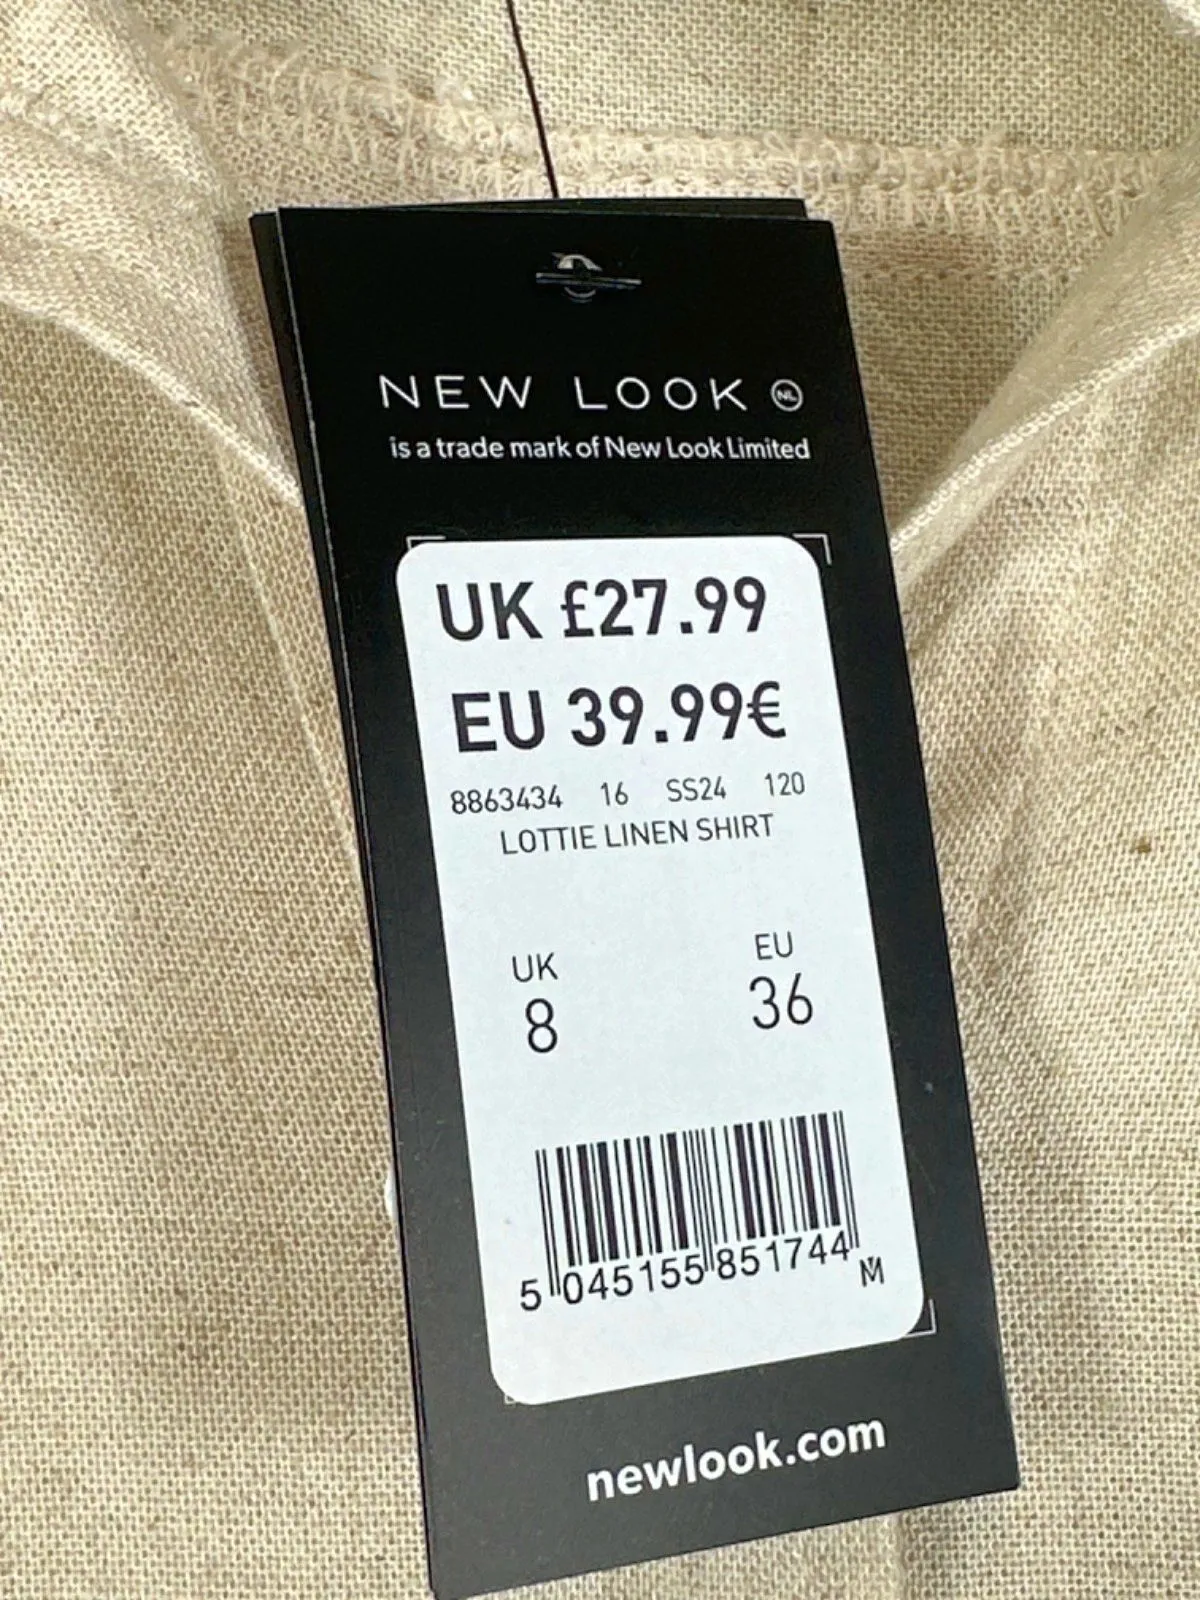 NEW LOOK NL
is a trade mark of New Look Limited
UK £27.99
EU 39.99€
8863434 16 SS24 120
LOTTIE LINEN SHIRT
UK EU
8 36
5 045155 851744 M
newlook.com